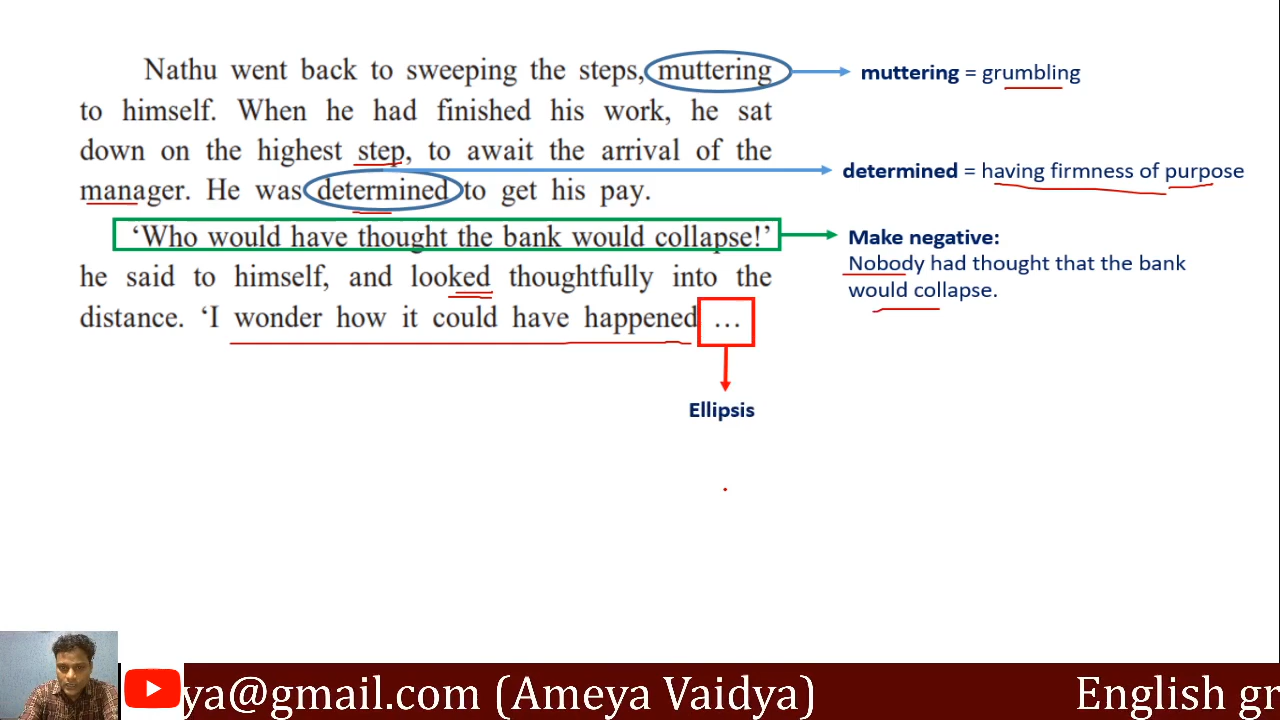 Nathu went back to sweeping the steps, muttering
to himself. When he had finished his work, he sat
down on the highest step, to await the arrival of the
manager. He was determined to get his pay.
‘Who would have thought the bank would collapse!’
he said to himself, and looked thoughtfully into the
distance. ‘I wonder how it could have happened …
muttering = grumbling
determined = having firmness of purpose
Make negative:
Nobody had thought that the bank
would collapse.
Ellipsis
ya@gmail.com (Ameya Vaidya)
English gr